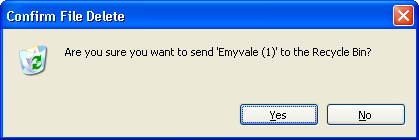 Confirm File Delete
Are you sure you want to send 'Emyvale (1)' to the Recycle Bin?
Yes No